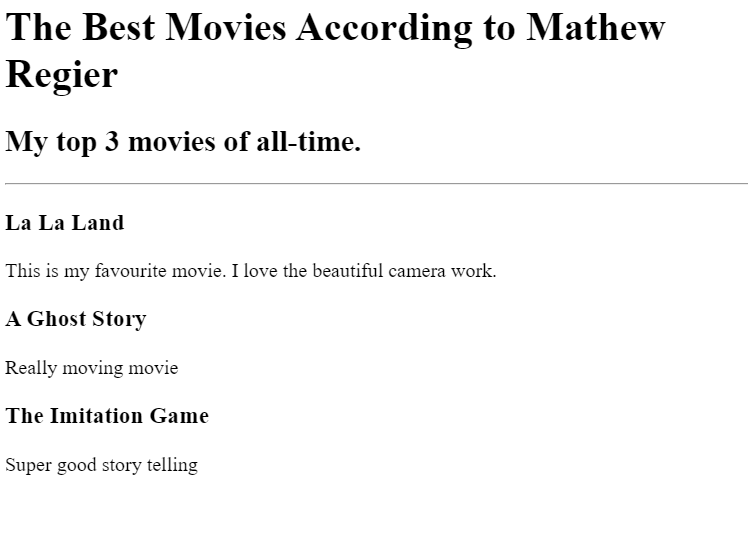 The Best Movies According to Mathew
Regier
My top 3 movies of all-time.
La La Land
This is my favourite movie. I love the beautiful camera work.
A Ghost Story
Really moving movie
The Imitation Game
Super good story telling